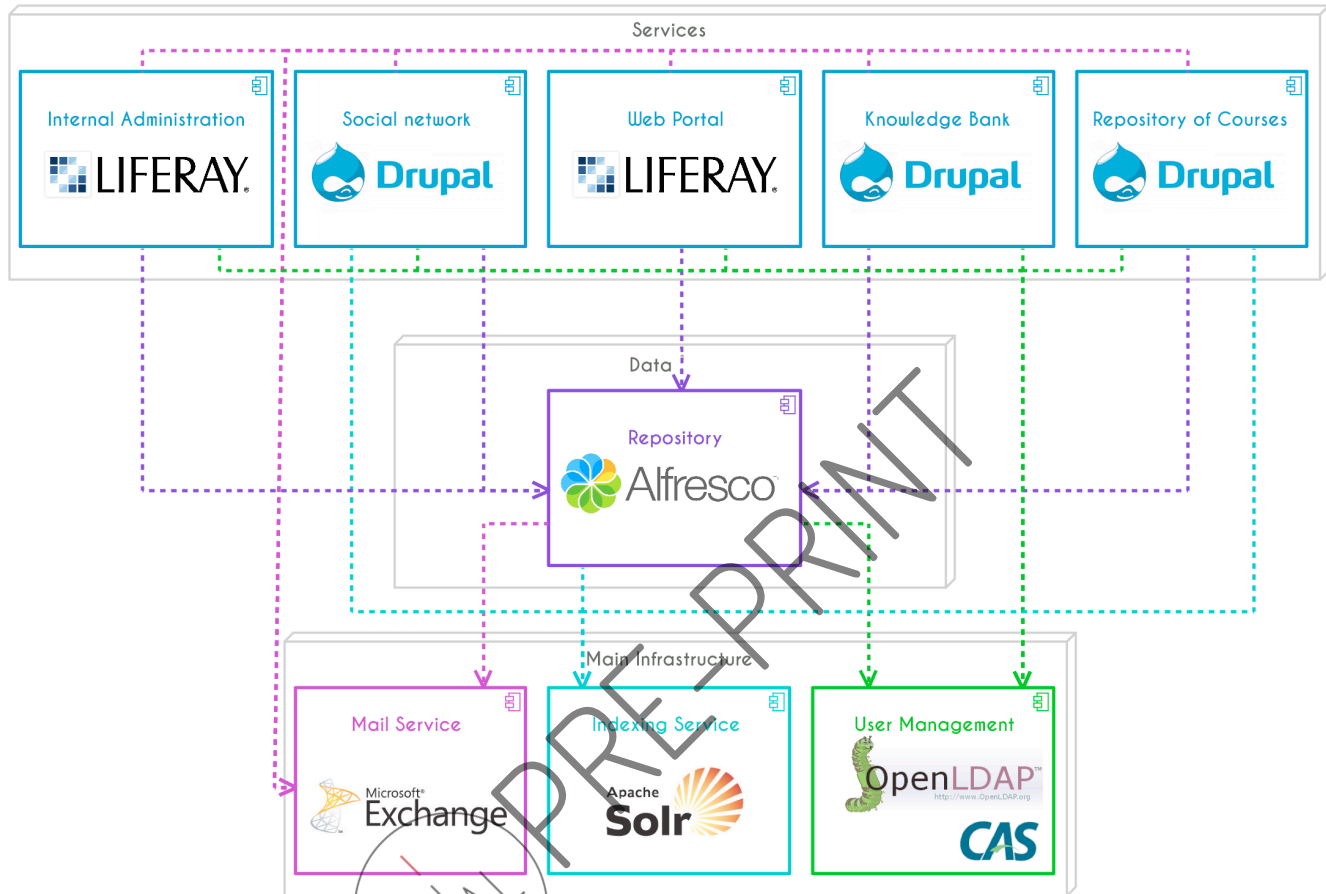 Services
Internal Administration
LIFERAY.
Social network
Drupal
Web Portal
LIFERAY.
Knowledge Bank
Drupal
Repository of Courses
Drupal
Data
Repository
Alfresco
Main Infrastructure
Mail Service
Microsoft®
Exchange
Indexing Service
Apache
Solr
User Management
OpenLDAP™
http://www.OpenLDAP.org
CAS
PRE-PRINT